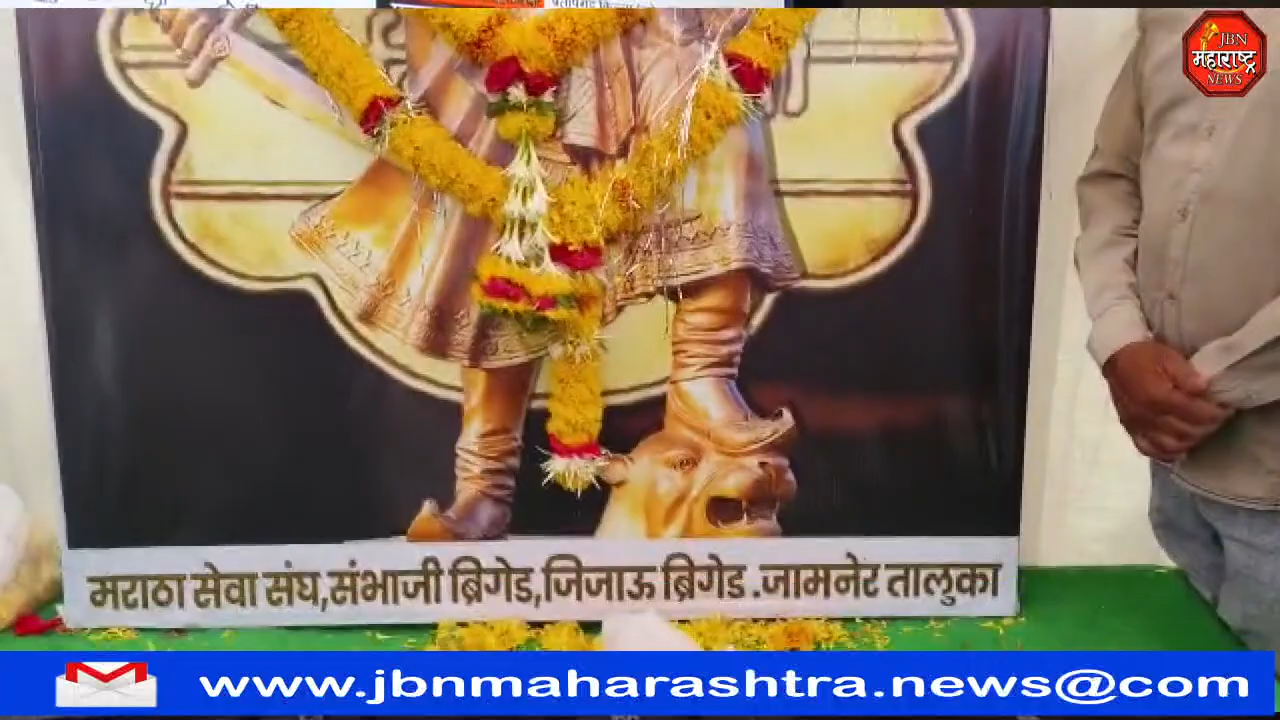 JBN
महाराष्ट्र
NEWS
मराठा सेवा संघ,संभाजी ब्रिगेड,जिजाऊ ब्रिगेड .जामनेर तालुका
www.jbnmaharashtra.news@com